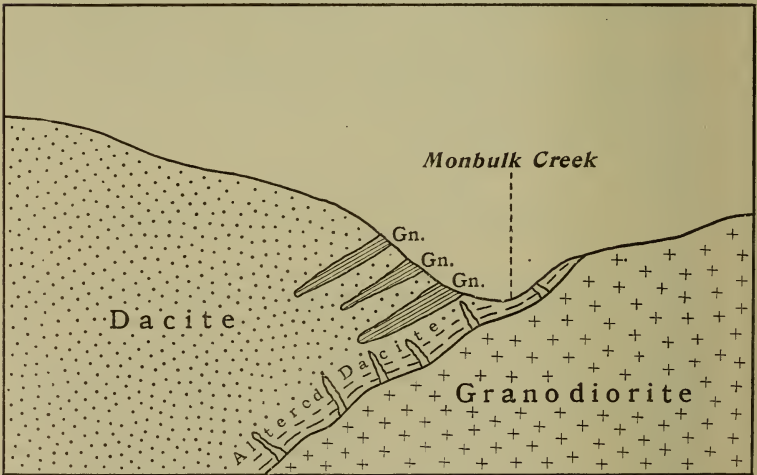 Monbulk Creek
Gn.
Gn.
Gn.
Dacite
Altered Dacite
Granodiorite